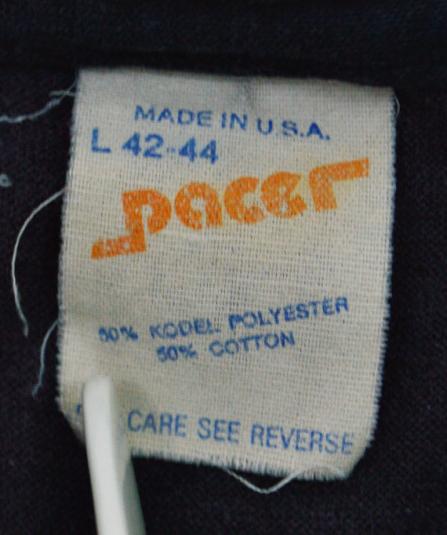 MADE IN U.S.A.
L 42-44
pacer
50% KODEL POLYESTER
50% COTTON
CARE SEE REVERSE